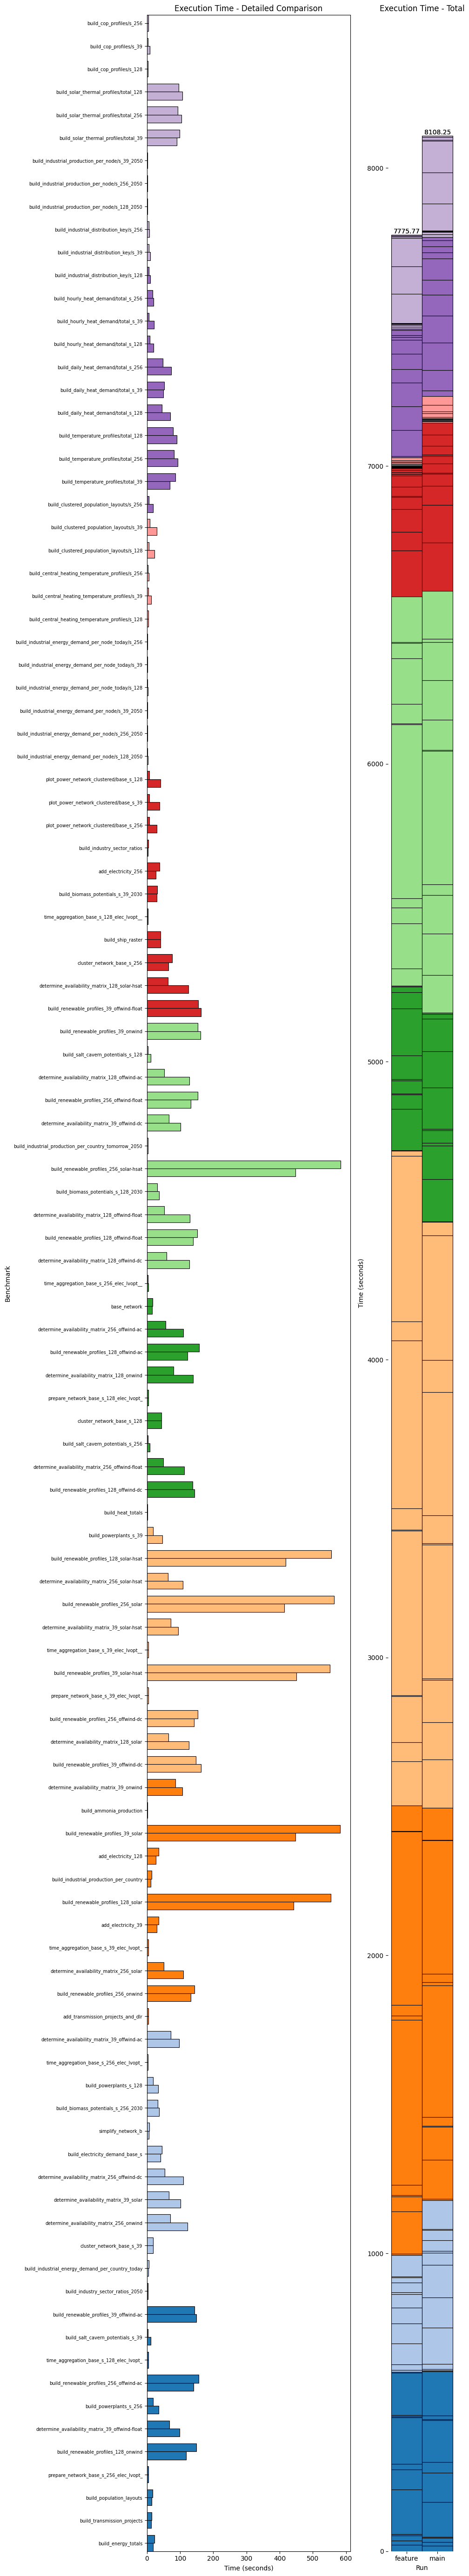 Execution Time - Detailed Comparison
build_cop_profiles/s_256
build_cop_profiles/s_39
build_cop_profiles/s_128
build_solar_thermal_profiles/total_128
build_solar_thermal_profiles/total_256
build_solar_thermal_profiles/total_39
build_industrial_production_per_node/s_39_2050
build_industrial_production_per_node/s_256_2050
build_industrial_production_per_node/s_128_2050
build_industrial_distribution_key/s_256
build_industrial_distribution_key/s_39
build_industrial_distribution_key/s_128
build_hourly_heat_demand/total_s_256
build_hourly_heat_demand/total_s_39
build_hourly_heat_demand/total_s_128
build_daily_heat_demand/total_s_256
build_daily_heat_demand/total_s_39
build_daily_heat_demand/total_s_128
build_temperature_profiles/total_128
build_temperature_profiles/total_256
build_temperature_profiles/total_39
build_clustered_population_layouts/s_256
build_clustered_population_layouts/s_39
build_clustered_population_layouts/s_128
build_central_heating_temperature_profiles/s_256
build_central_heating_temperature_profiles/s_39
build_central_heating_temperature_profiles/s_128
build_industrial_energy_demand_per_node_today/s_256
build_industrial_energy_demand_per_node_today/s_39
build_industrial_energy_demand_per_node_today/s_128
build_industrial_energy_demand_per_node/s_39_2050
build_industrial_energy_demand_per_node/s_256_2050
build_industrial_energy_demand_per_node/s_128_2050
plot_power_network_clustered/base_s_128
plot_power_network_clustered/base_s_39
plot_power_network_clustered/base_s_256
build_industry_sector_ratios
add_electricity_256
build_biomass_potentials_s_39_2030
time_aggregation_base_s_128_elec_lvopt__
build_ship_raster
cluster_network_base_s_256
determine_availability_matrix_128_solar-hsat
build_renewable_profiles_39_offwind-float
build_renewable_profiles_39_onwind
build_salt_cavern_potentials_s_128
determine_availability_matrix_128_offwind-ac
build_renewable_profiles_256_offwind-float
determine_availability_matrix_39_offwind-dc
build_industrial_production_per_country_tomorrow_2050
build_renewable_profiles_256_solar-hsat
build_biomass_potentials_s_128_2030
determine_availability_matrix_128_offwind-float
build_renewable_profiles_128_offwind-float
determine_availability_matrix_128_offwind-dc
time_aggregation_base_s_256_elec_lvopt__
base_network
determine_availability_matrix_256_offwind-ac
build_renewable_profiles_128_offwind-ac
determine_availability_matrix_128_onwind
prepare_network_base_s_128_elec_lvopt_
cluster_network_base_s_128
build_salt_cavern_potentials_s_256
determine_availability_matrix_256_offwind-float
build_renewable_profiles_128_offwind-dc
build_heat_totals
build_powerplants_s_39
build_renewable_profiles_128_solar-hsat
determine_availability_matrix_256_solar-hsat
build_renewable_profiles_256_solar
determine_availability_matrix_39_solar-hsat
time_aggregation_base_s_39_elec_lvopt__
build_renewable_profiles_39_solar-hsat
prepare_network_base_s_39_elec_lvopt_
build_renewable_profiles_256_offwind-dc
determine_availability_matrix_128_solar
build_renewable_profiles_39_offwind-dc
determine_availability_matrix_39_onwind
build_ammonia_production
build_renewable_profiles_39_solar
add_electricity_128
build_industrial_production_per_country
build_renewable_profiles_128_solar
add_electricity_39
time_aggregation_base_s_39_elec_lvopt_
determine_availability_matrix_256_solar
build_renewable_profiles_256_onwind
add_transmission_projects_and_dlr
determine_availability_matrix_39_offwind-ac
time_aggregation_base_s_256_elec_lvopt_
build_powerplants_s_128
build_biomass_potentials_s_256_2030
simplify_network_b
build_electricity_demand_base_s
determine_availability_matrix_256_offwind-dc
determine_availability_matrix_39_solar
determine_availability_matrix_256_onwind
cluster_network_base_s_39
build_industrial_energy_demand_per_country_today
build_industry_sector_ratios_2050
build_renewable_profiles_39_offwind-ac
build_salt_cavern_potentials_s_39
time_aggregation_base_s_128_elec_lvopt_
build_renewable_profiles_256_offwind-ac
build_powerplants_s_256
determine_availability_matrix_39_offwind-float
build_renewable_profiles_128_onwind
prepare_network_base_s_256_elec_lvopt_
build_population_layouts
build_transmission_projects
build_energy_totals
Benchmark
0 100 200 300 400 500 600
Time (seconds)
Execution Time - Total
8108.25
7775.77
8000
7000
6000
5000
4000
3000
2000
1000
0
Time (seconds)
feature main
Run